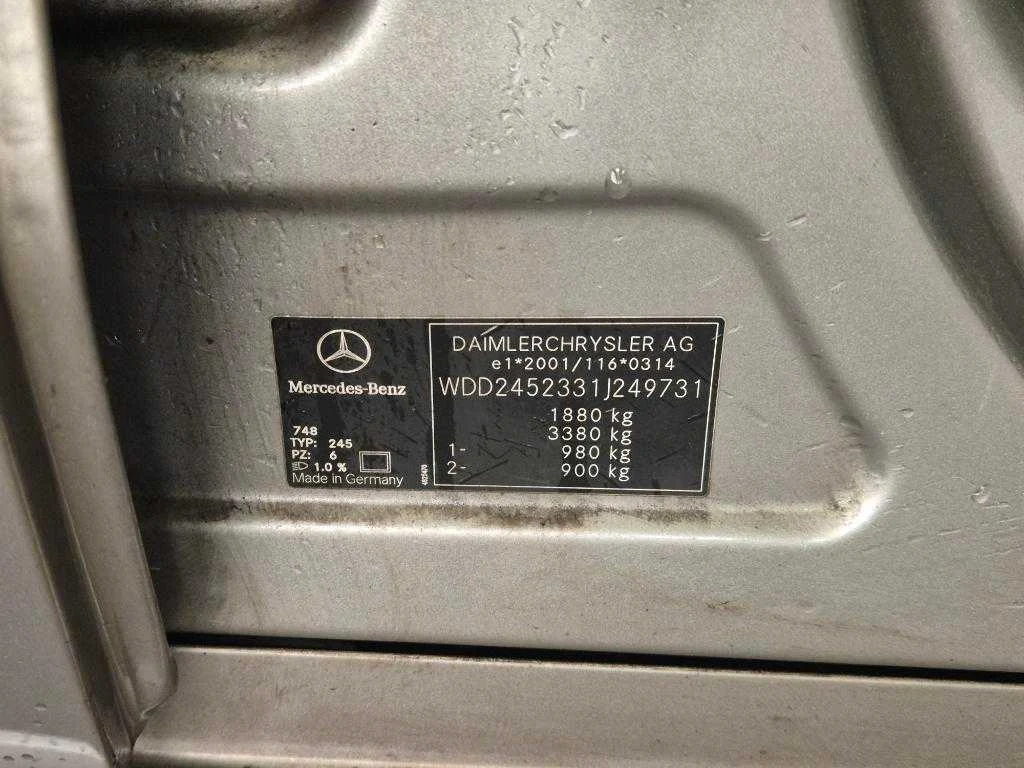 Mercedes-Benz
748
TYP: 245
PZ: 6
1.0 %
Made in Germany
DAIMLERCHRYSLER AG
e1*2001/116*0314
WDD2452331J249731
1880 kg
3380 kg
1- 980 kg
2- 900 kg